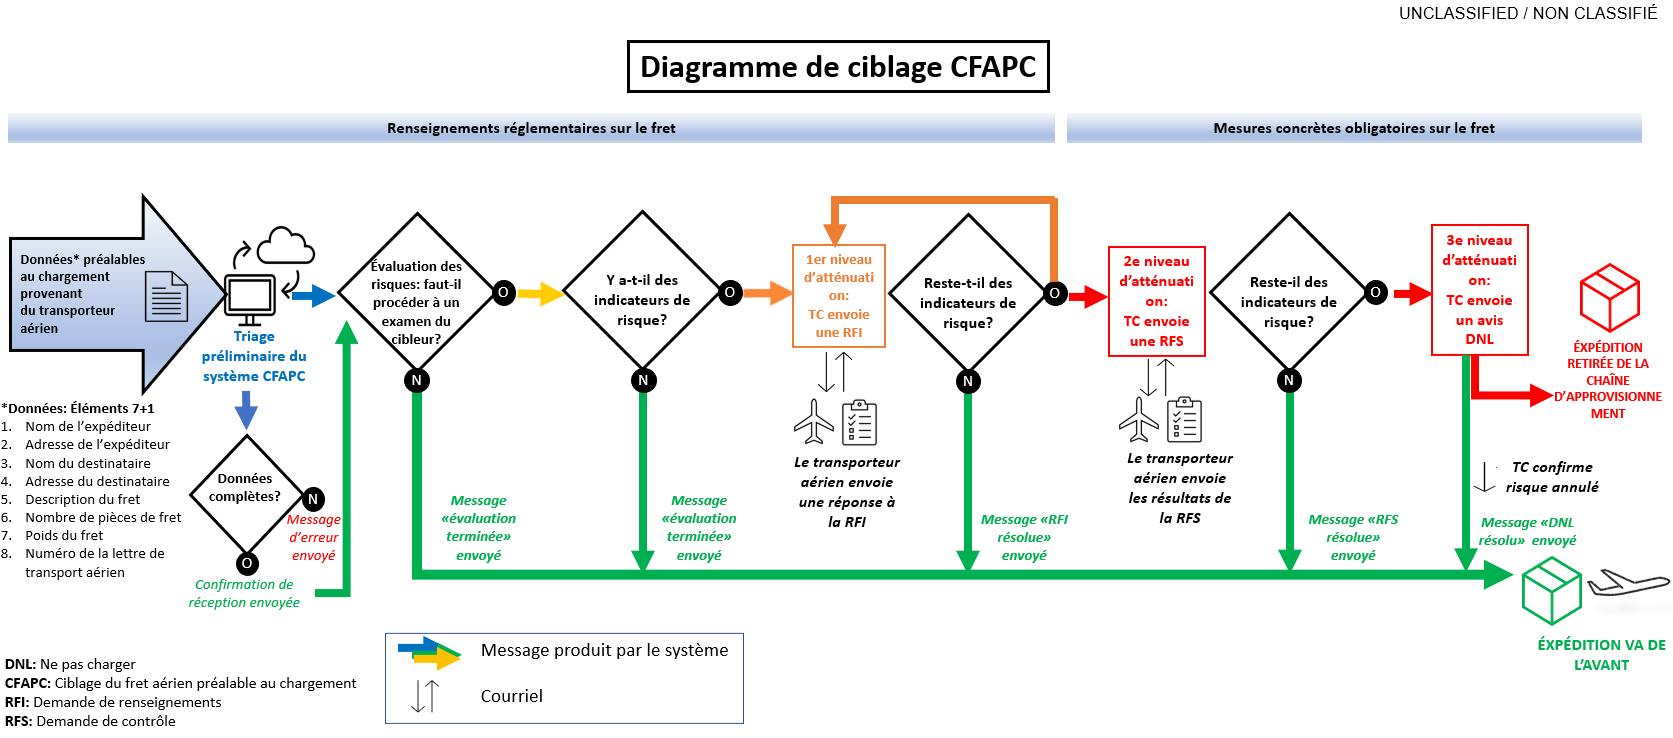 UNCLASSIFIED / NON CLASSIFIÉ
Diagramme de ciblage CFAPC
Renseignements réglementaires sur le fret
Mesures concrètes obligatoires sur le fret
Données* préalables
au chargement
provenant
du transporteur
aérien
Triage
préliminaire du
système CFAPC
Évaluation des
risques: faut-il
procéder à un
examen du
cibleur?
O
N
Y a-t-il des
indicateurs de
risque?
O
N
1er niveau
d'atténuati
on:
TC envoie
une RFI
Reste-t-il des
indicateurs de
risque?
O
N
2e niveau
d'atténuati
on:
TC envoie
une RFS
Reste-il des
indicateurs de
risque?
O
N
3e niveau
d'atténuati
on:
TC envoie
un avis
DNL
ÉXPÉDITION
RETIRÉE DE LA
CHAÎNE
D'APPROVISIONNE
MENT
*Données: Éléments 7+1
1. Nom de l'expéditeur
2. Adresse de l'expéditeur
3. Nom du destinataire
4. Adresse du destinataire
5. Description du fret
6. Nombre de pièces de fret
7. Poids du fret
8. Numéro de la lettre de
transport aérien
Données
complètes?
N
Message
d'erreur
envoyé
O
Confirmation de
réception envoyée
Message
«évaluation
terminée»
envoyé
Message
«évaluation
terminée»
envoyé
Le transporteur
aérien envoie
une réponse à
la RFI
Message «RFI
résolue»
envoyé
Le transporteur
aérien envoie
les résultats de
la RFS
Message «RFS
résolue»
envoyé
TC confirme
risque annulé
Message «DNL
résolu» envoyé
ÉXPÉDITION VA DE
L'AVANT
Message produit par le système
Courriel
DNL: Ne pas charger
CFAPC: Ciblage du fret aérien préalable au chargement
RFI: Demande de renseignements
RFS: Demande de contrôle